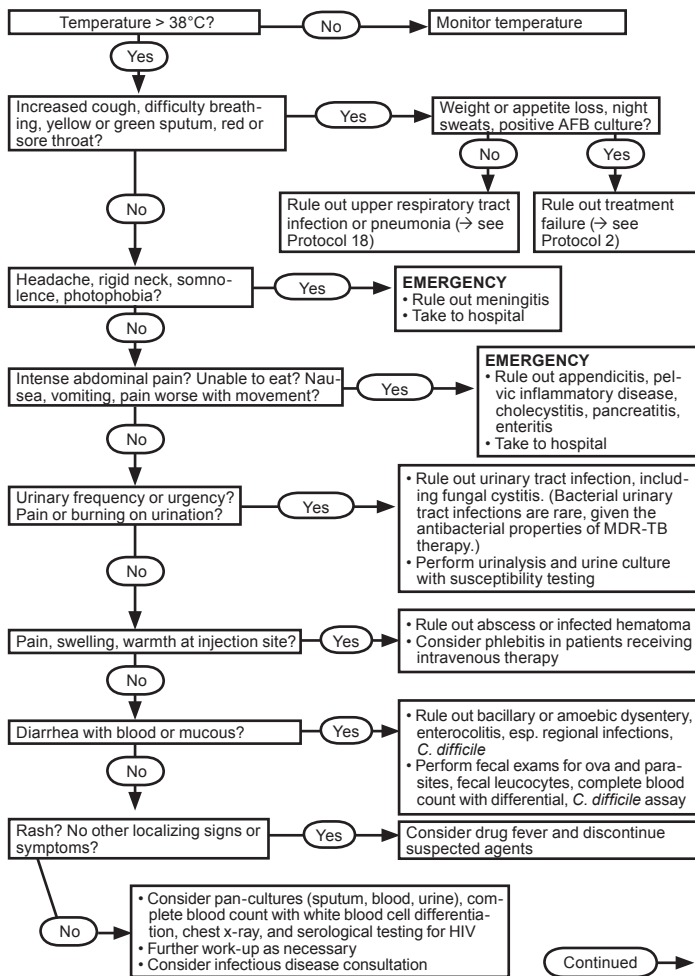 Temperature > 38°C?
No
Monitor temperature
Yes
Increased cough, difficulty breath-
ing, yellow or green sputum, red or
sore throat?
Yes
Weight or appetite loss, night
sweats, positive AFB culture?
No
Yes
No
Rule out upper respiratory tract
infection or pneumonia (→ see
Protocol 18)
Rule out treatment
failure (→ see
Protocol 2)
Headache, rigid neck, somno-
lence, photophobia?
Yes
EMERGENCY
• Rule out meningitis
• Take to hospital
No
Intense abdominal pain? Unable to eat? Nau-
sea, vomiting, pain worse with movement?
Yes
EMERGENCY
• Rule out appendicitis, pel-
vic inflammatory disease,
cholecystitis, pancreatitis,
enteritis
• Take to hospital
No
Urinary frequency or urgency?
Pain or burning on urination?
Yes
• Rule out urinary tract infection, includ-
ing fungal cystitis. (Bacterial urinary
tract infections are rare, given the
antibacterial properties of MDR-TB
therapy.)
• Perform urinalysis and urine culture
with susceptibility testing
No
Pain, swelling, warmth at injection site?
Yes
• Rule out abscess or infected hematoma
• Consider phlebitis in patients receiving
intravenous therapy
No
Diarrhea with blood or mucous?
Yes
• Rule out bacillary or amoebic dysentery,
enterocolitis, esp. regional infections,
C. difficile
• Perform fecal exams for ova and para-
sites, fecal leucocytes, complete blood
count with differential, C. difficile assay
No
Rash? No other localizing signs or
symptoms?
Yes
Consider drug fever and discontinue
suspected agents
No
• Consider pan-cultures (sputum, blood, urine), com-
plete blood count with white blood cell differentia-
tion, chest x-ray, and serological testing for HIV
• Further work-up as necessary
• Consider infectious disease consultation
Continued